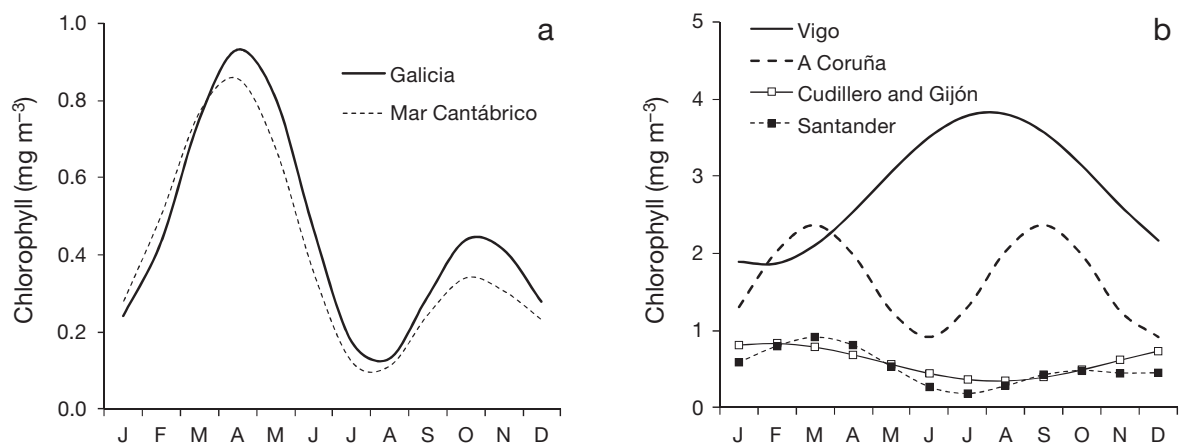 a
Chlorophyll (mg m⁻³)
1.0
0.8
0.6
0.4
0.2
0.0
Galicia
Mar Cantábrico
J F M A M J J A S O N D
b
Chlorophyll (mg m⁻³)
5
4
3
2
1
0
Vigo
A Coruña
Cudillero and Gijón
Santander
J F M A M J J A S O N D